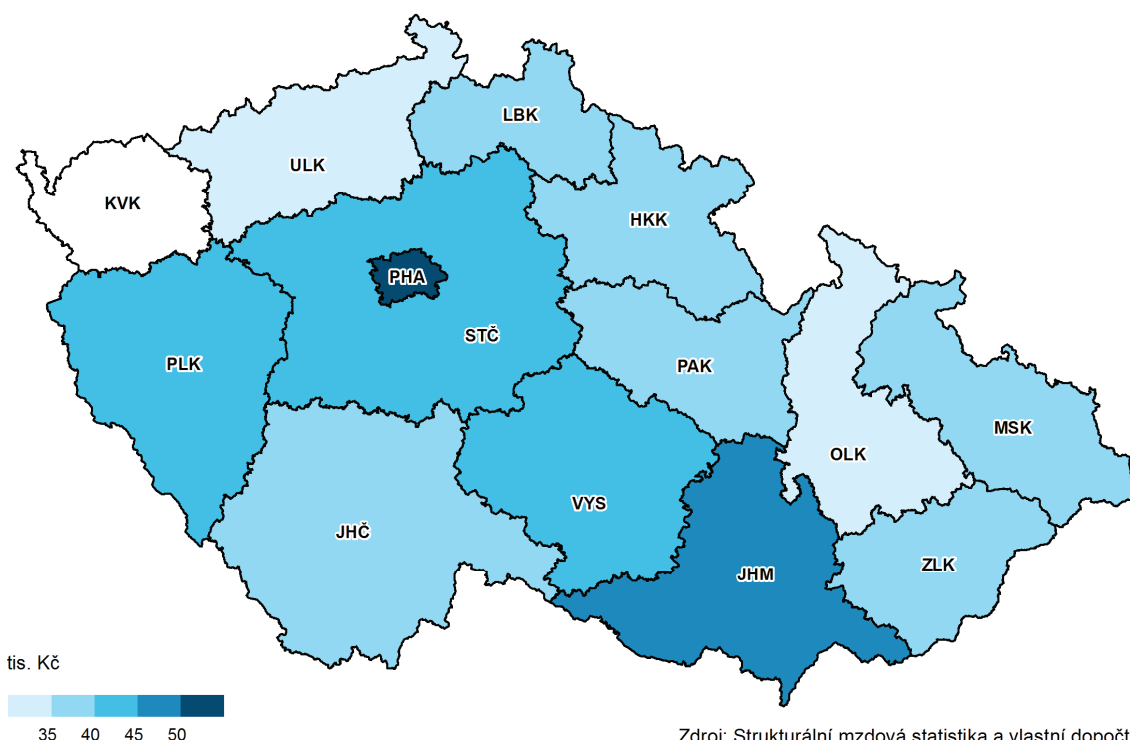 LBK
ULK
KVK
HKK
PHA
STČ
PLK
PAK
MSK
OLK
VYS
JHČ
ZLK
JHM
tis. Kč
35 40 45 50
Zdroj: Strukturální mzdová statistika a vlastní dopočt